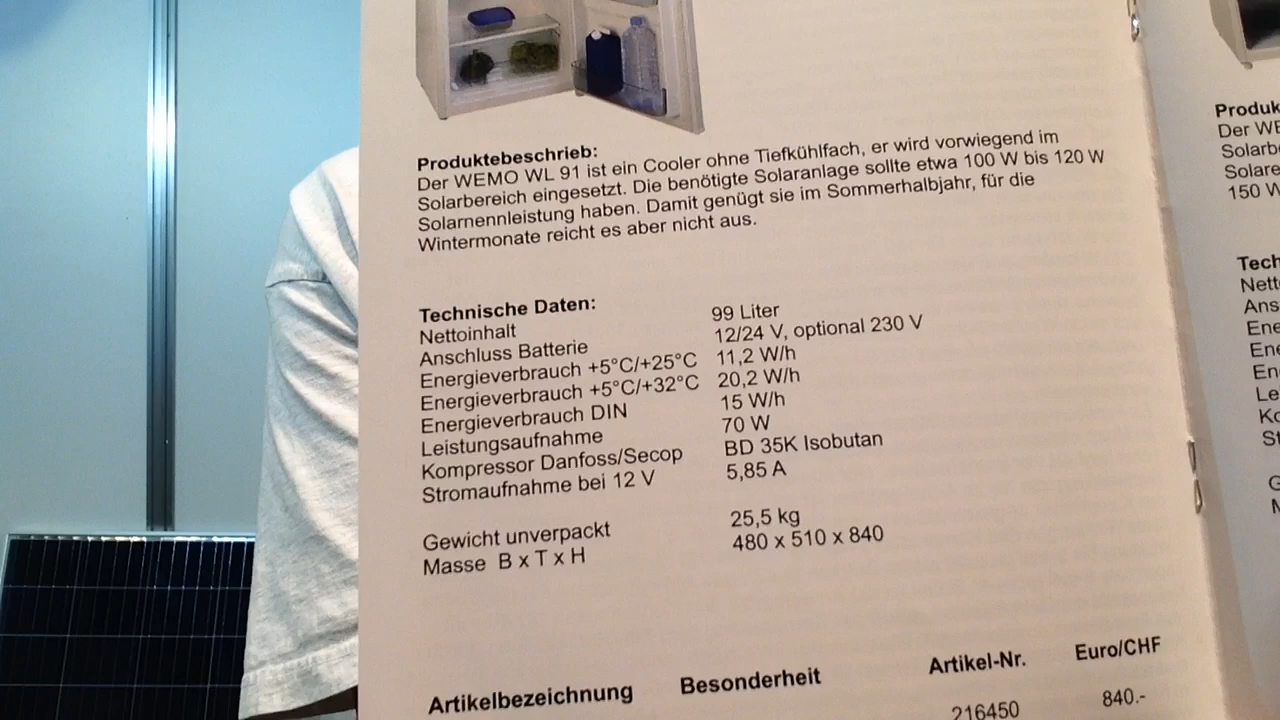 Produktebeschrieb:
Der WEMO WL 91 ist ein Cooler ohne Tiefkühlfach, er wird vorwiegend im
Solarbereich eingesetzt. Die benötigte Solaranlage sollte etwa 100 W bis 120 W
Solarnennleistung haben. Damit genügt sie im Sommerhalbjahr, für die
Wintermonate reicht es aber nicht aus.
Technische Daten:
Nettoinhalt 99 Liter
Anschluss Batterie 12/24 V, optional 230 V
Energieverbrauch +5°C/+25°C 11,2 W/h
Energieverbrauch +5°C/+32°C 20,2 W/h
Energieverbrauch DIN 15 W/h
Leistungsaufnahme 70 W
Kompressor Danfoss/Secop BD 35K Isobutan
Stromaufnahme bei 12 V 5,85 A
Gewicht unverpackt 25,5 kg
Masse B x T x H 480 x 510 x 840
Artikelbezeichnung Besonderheit Artikel-Nr. Euro/CHF
216450 840.-
Der
150